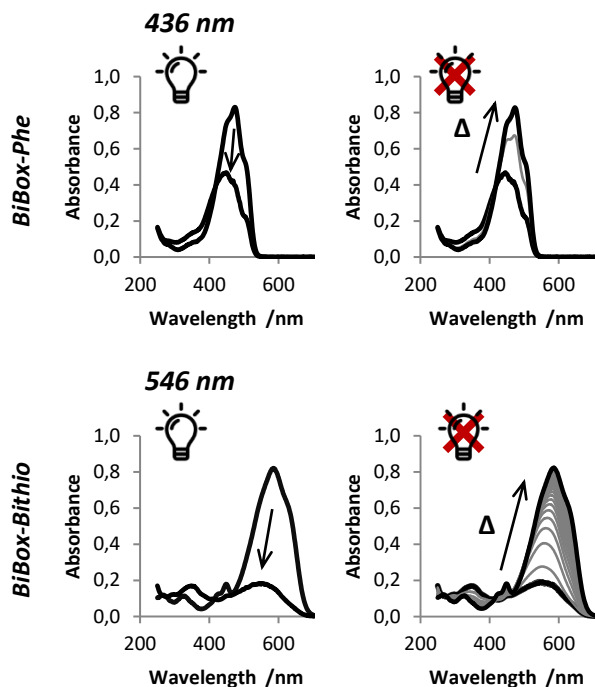 436 nm
BiBox-Phe
Absorbance
1,0
0,8
0,6
0,4
0,2
0,0
200 400 600
Wavelength /nm
Absorbance
1,0
0,8
0,6
0,4
0,2
0,0
Δ
200 400 600
Wavelength /nm
546 nm
BiBox-Bithio
Absorbance
1,0
0,8
0,6
0,4
0,2
0,0
200 400 600
Wavelength /nm
Absorbance
1,0
0,8
0,6
0,4
0,2
0,0
Δ
200 400 600
Wavelength /nm